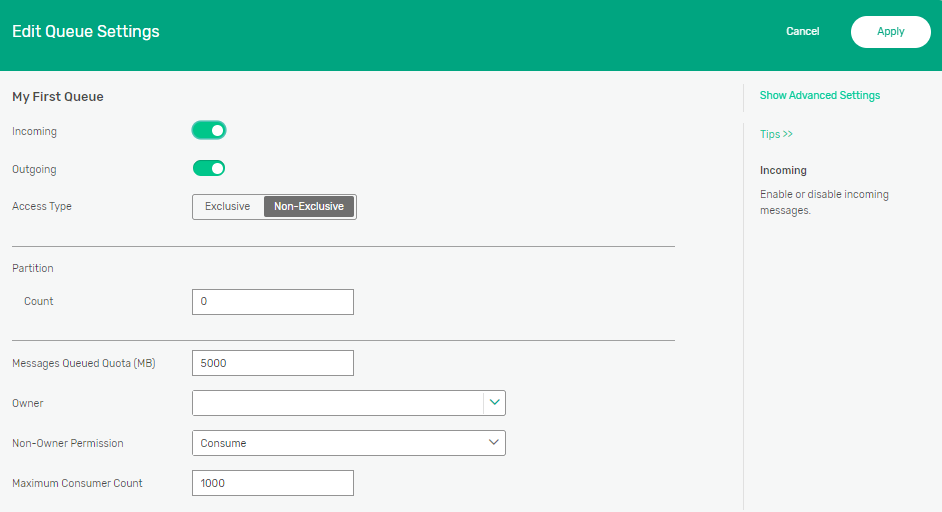 Edit Queue Settings
Cancel
Apply
My First Queue
Show Advanced Settings
Incoming
Outgoing
Tips >>
Access Type
Exclusive
Non-Exclusive
Incoming
Enable or disable incoming
messages.
Partition
Count
0
Messages Queued Quota (MB)
5000
Owner
Non-Owner Permission
Consume
Maximum Consumer Count
1000